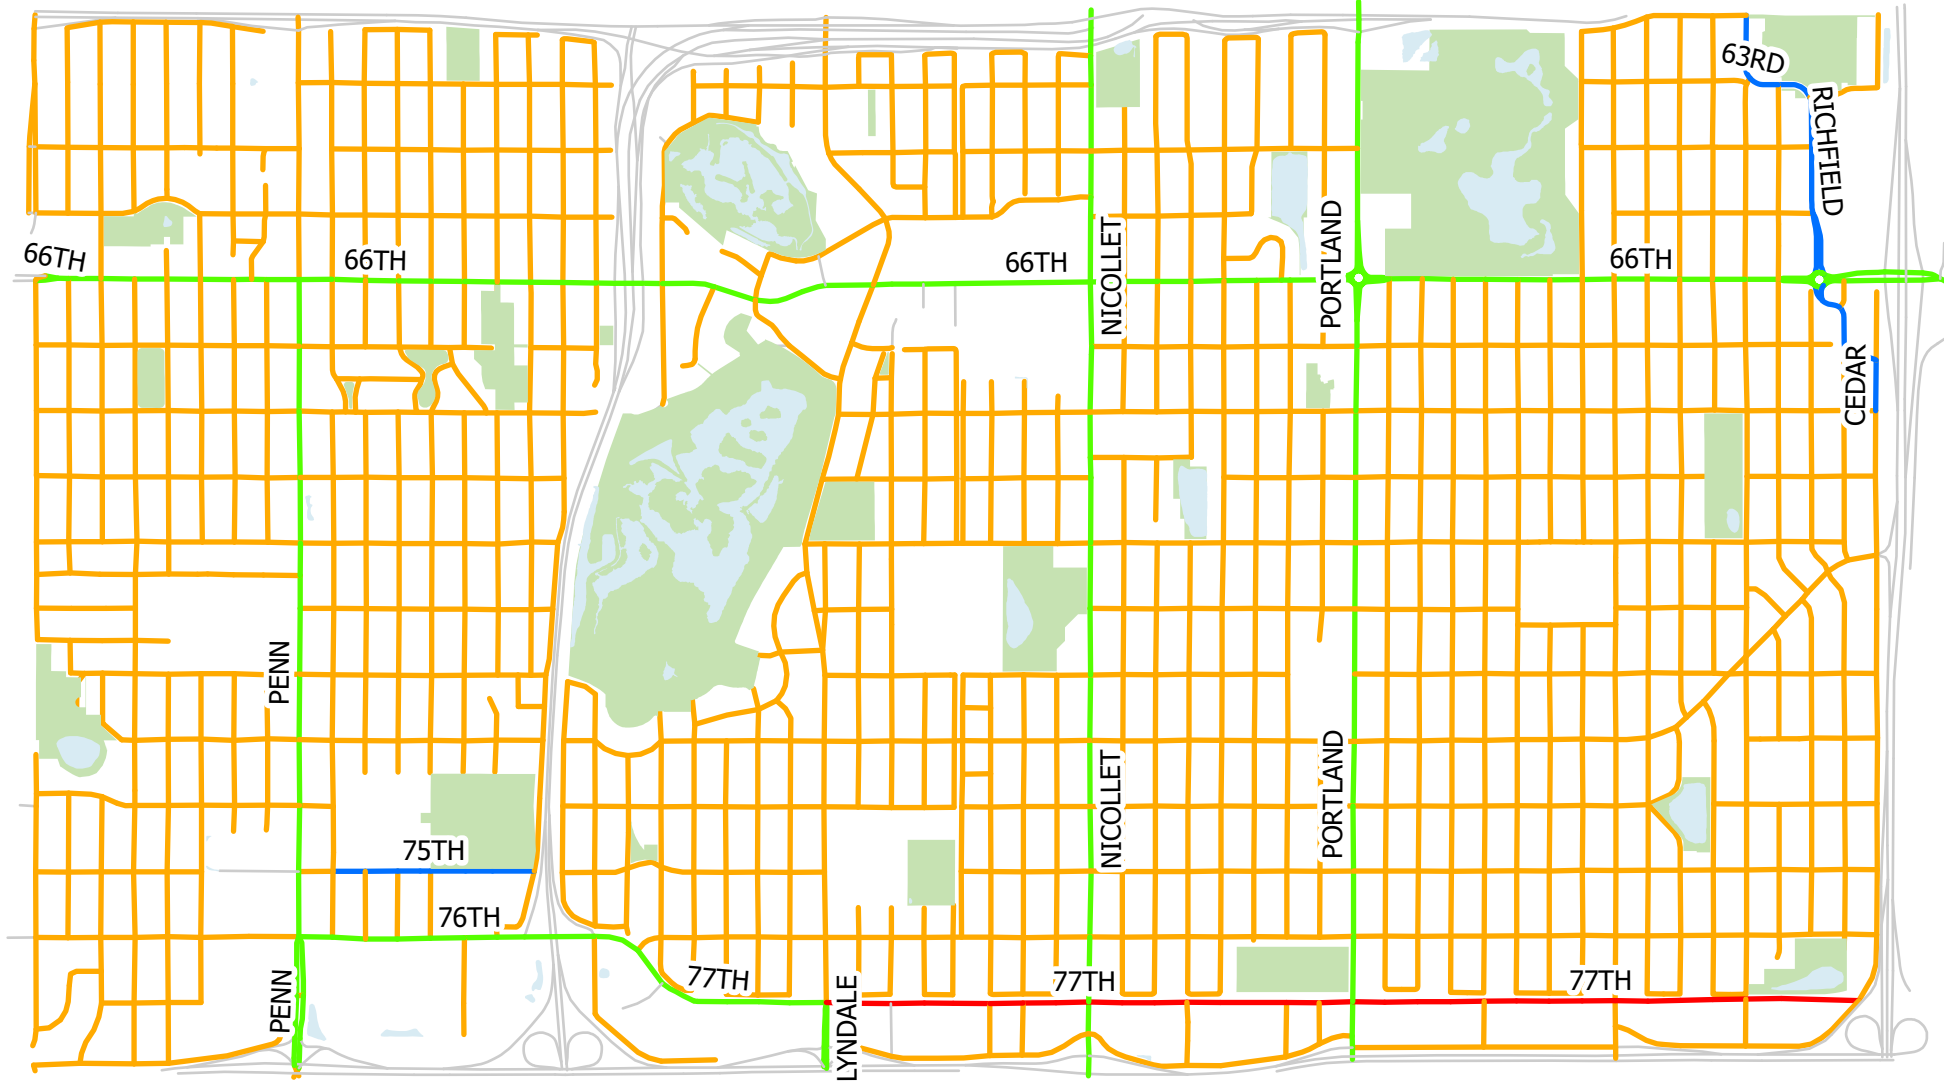 63RD
RICHFIELD
66TH
66TH
66TH
NICOLLET
PORTLAND
66TH
CEDAR
PENN
75TH
NICOLLET
PORTLAND
76TH
PENN
77TH
LYNDALE
77TH
77TH